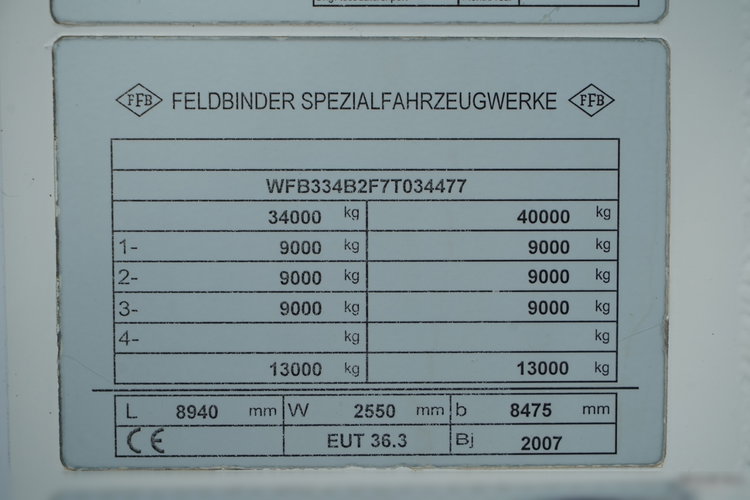 FFB FELDBINDER SPEZIALFAHRZEUGWERKE FFB
WFB334B2F7T034477
34000 kg 40000 kg
1- 9000 kg 9000 kg
2- 9000 kg 9000 kg
3- 9000 kg 9000 kg
4- kg kg
13000 kg 13000 kg
L 8940 mm W 2550 mm b 8475 mm
CE EUT 36.3 Bj 2007